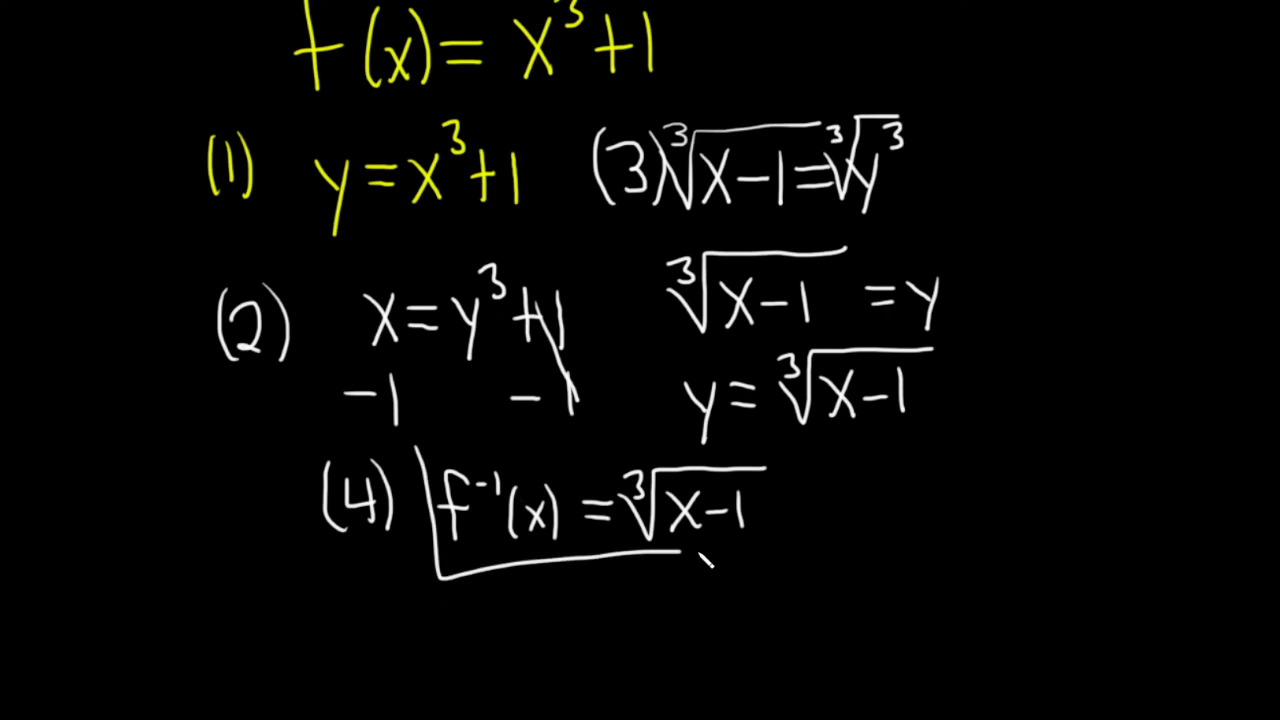 f(x) = x³+1
(1) y = x³+1
(2) x = y³+1
-1 -1
(3) ∛(x-1) = ∛(y³)
∛(x-1) = y
y = ∛(x-1)
(4) f⁻¹(x) = ∛(x-1)